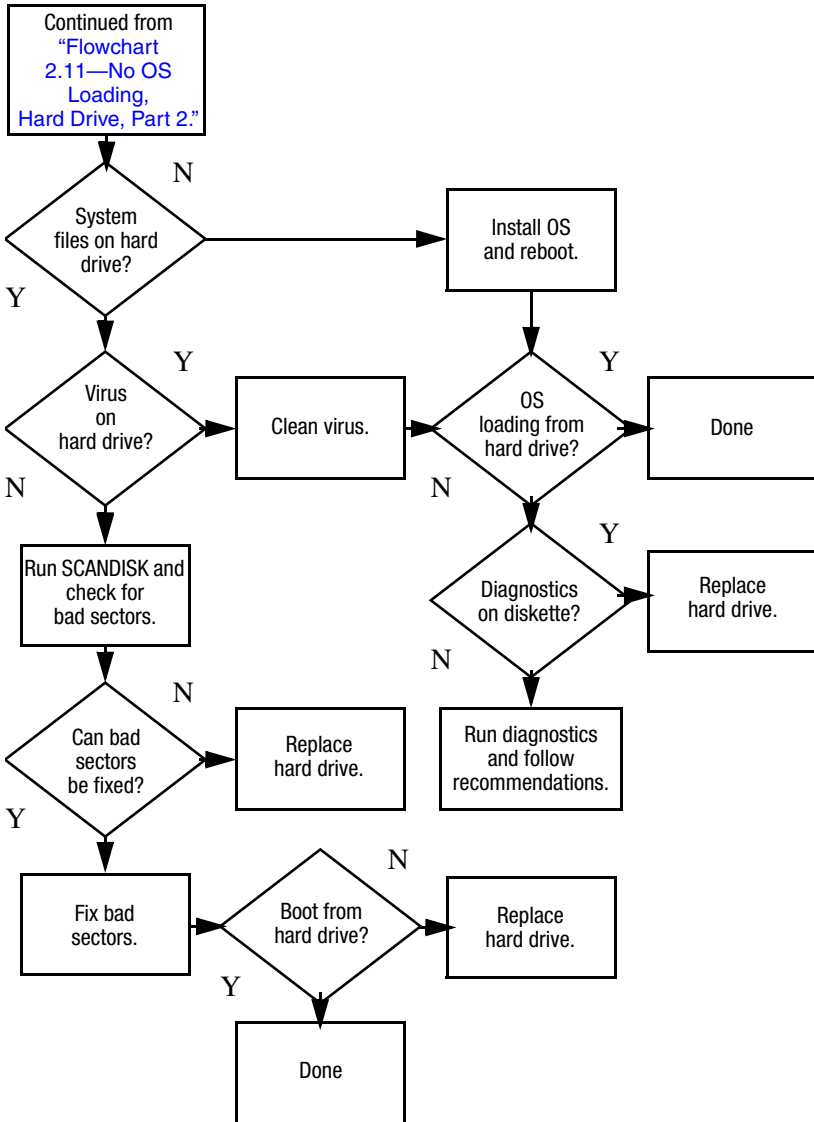 Continued from
“Flowchart
2.11—No OS
Loading,
Hard Drive, Part 2.”
N
System
files on hard
drive?
Install OS
and reboot.
Y
Y
Virus
on
hard drive?
Clean virus.
OS
loading from
hard drive?
Y
Done
N
N
Run SCANDISK and
check for
bad sectors.
Diagnostics
on diskette?
Y
Replace
hard drive.
N
N
Can bad
sectors
be fixed?
Replace
hard drive.
Run diagnostics
and follow
recommendations.
Y
Fix bad
sectors.
Boot from
hard drive?
N
Replace
hard drive.
Y
Done